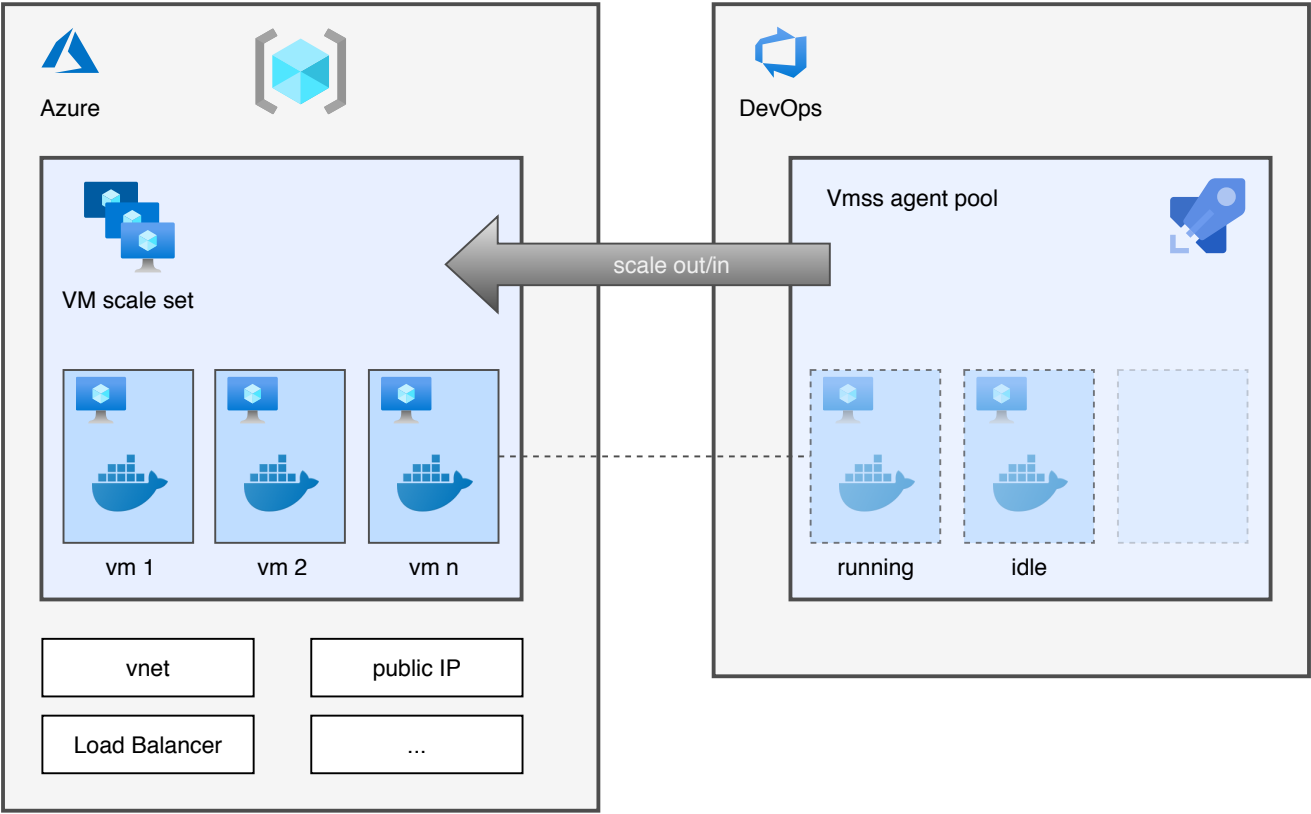 Azure
DevOps
Vmss agent pool
scale out/in
VM scale set
vm 1
vm 2
vm n
running
idle
vnet
public IP
Load Balancer
...